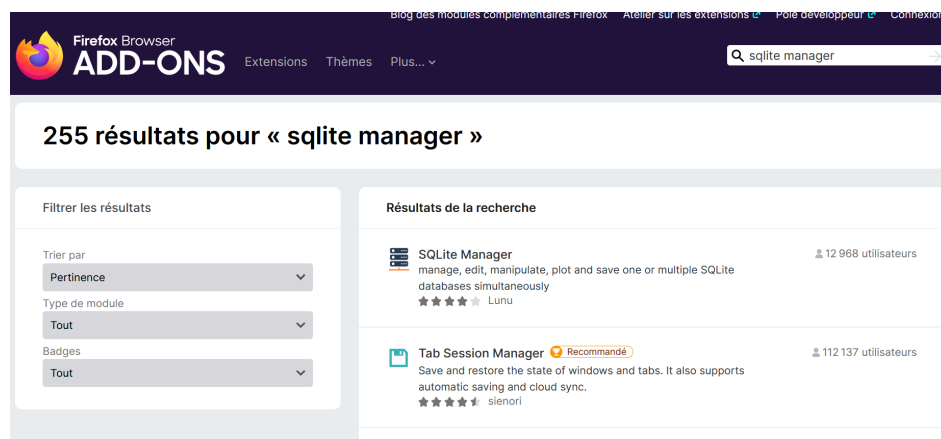 Blog des modules complémentaires Firefox Atelier sur les extensions Pôle développeur Connexion
Firefox Browser
ADD-ONS
Extensions Thèmes Plus...
sqlite manager
255 résultats pour « sqlite manager »
Filtrer les résultats
Trier par
Pertinence
Type de module
Tout
Badges
Tout
Résultats de la recherche
SQLite Manager
12 968 utilisateurs
manage, edit, manipulate, plot and save one or multiple SQLite
databases simultaneously
Lunu
Tab Session Manager Recommandé
112 137 utilisateurs
Save and restore the state of windows and tabs. It also supports
automatic saving and cloud sync.
sienori